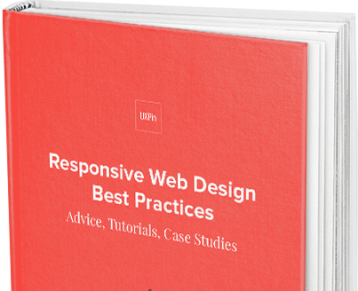 UXPin
Responsive Web Design
Best Practices
Advice, Tutorials, Case Studies